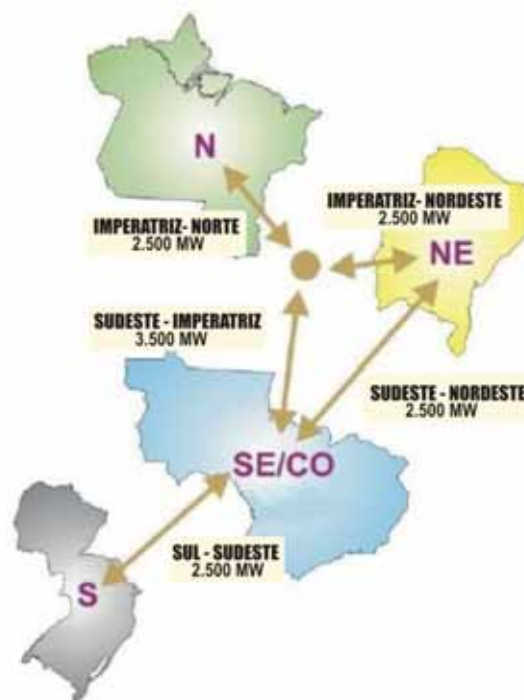 N
IMPERATRIZ- NORTE
2.500 MW
IMPERATRIZ- NORDESTE
2.500 MW
NE
SUDESTE - IMPERATRIZ
3.500 MW
SUDESTE - NORDESTE
2.500 MW
SE/CO
SUL - SUDESTE
2.500 MW
S